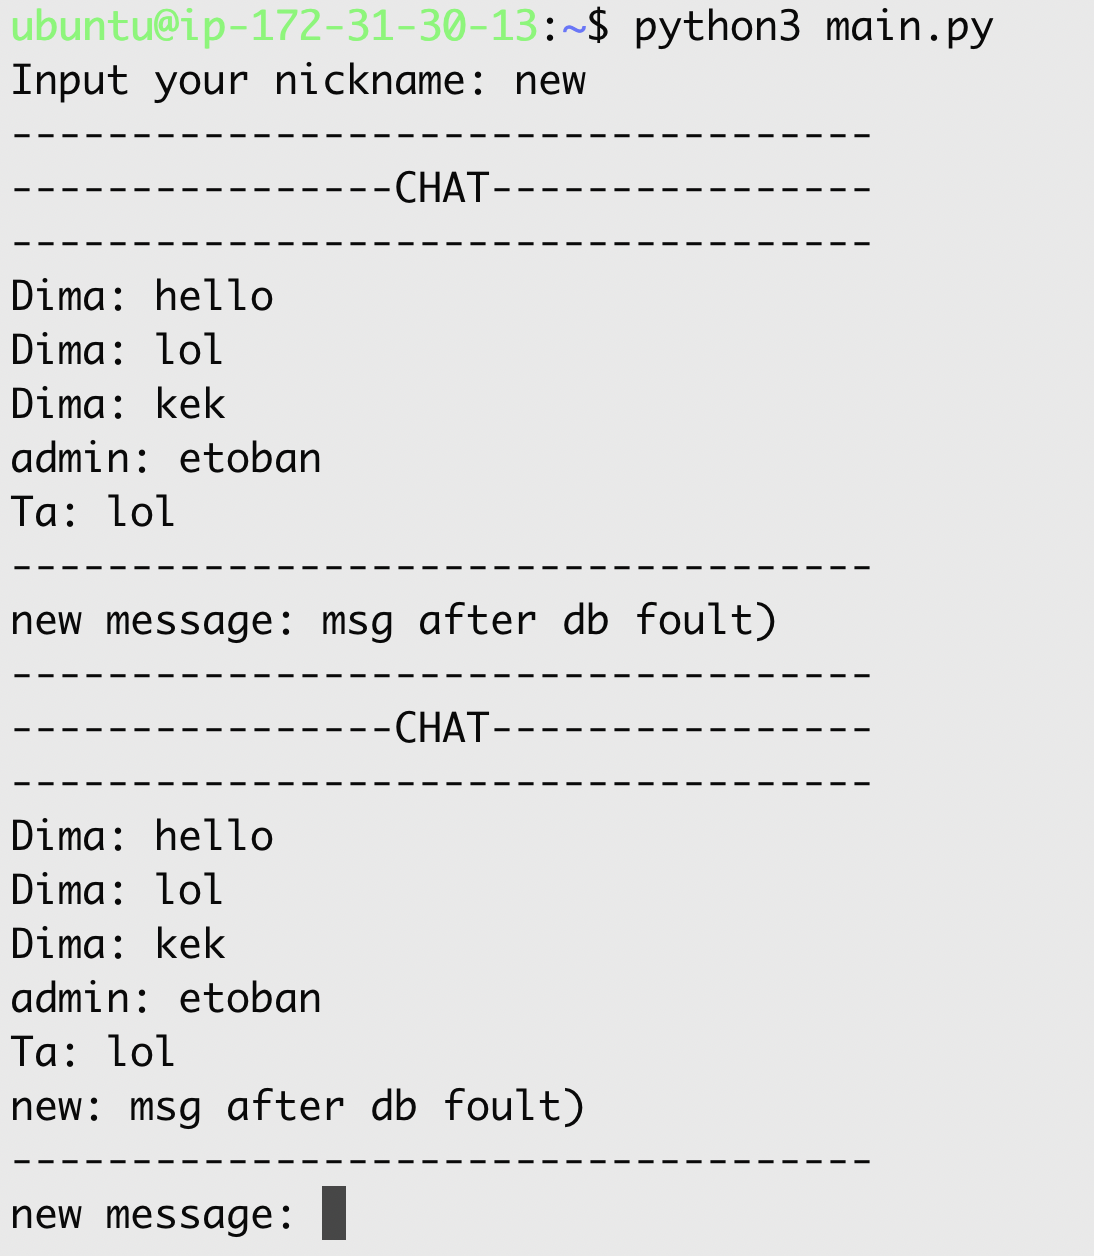 ubuntu@ip-172-31-30-13:~$ python3 main.py
Input your nickname: new
------------------------------------
----------------CHAT----------------
------------------------------------
Dima: hello
Dima: lol
Dima: kek
admin: etoban
Ta: lol
------------------------------------
new message: msg after db foult)
------------------------------------
----------------CHAT----------------
------------------------------------
Dima: hello
Dima: lol
Dima: kek
admin: etoban
Ta: lol
new: msg after db foult)
------------------------------------
new message: